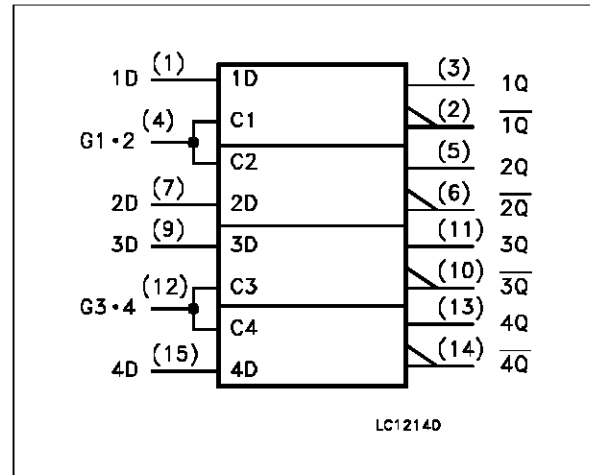 1D (1) 1D (3) 1Q
C1 (2) 1Q̅
G1•2 (4)
C2 (5) 2Q
2D (7) 2D (6) 2Q̅
3D (9) 3D (11) 3Q
C3 (10) 3Q̅
G3•4 (12)
C4 (13) 4Q
4D (15) 4D (14) 4Q̅
LC1214D